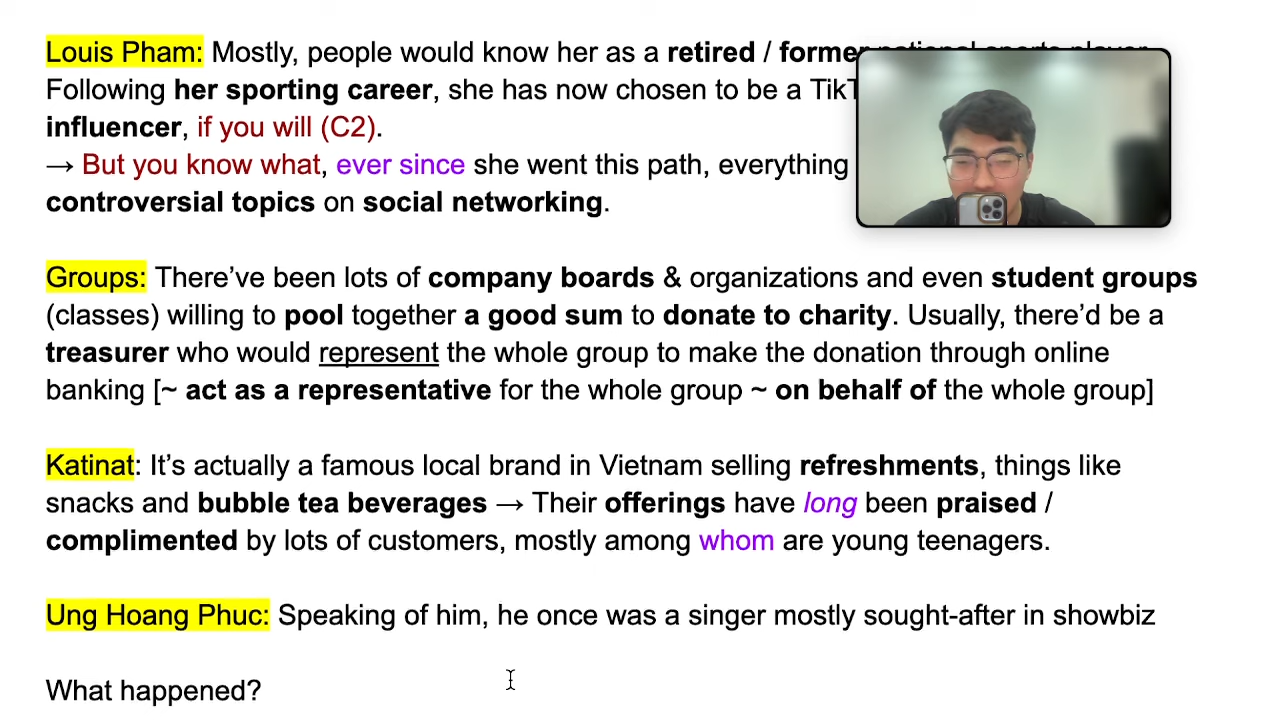 Louis Pham: Mostly, people would know her as a retired / former national sports player.
Following her sporting career, she has now chosen to be a TikT
influencer, if you will (C2).
→ But you know what, ever since she went this path, everything
controversial topics on social networking.
Groups: There’ve been lots of company boards & organizations and even student groups
(classes) willing to pool together a good sum to donate to charity. Usually, there’d be a
treasurer who would represent the whole group to make the donation through online
banking [~ act as a representative for the whole group ~ on behalf of the whole group]
Katinat: It’s actually a famous local brand in Vietnam selling refreshments, things like
snacks and bubble tea beverages → Their offerings have long been praised /
complimented by lots of customers, mostly among whom are young teenagers.
Ung Hoang Phuc: Speaking of him, he once was a singer mostly sought-after in showbiz
What happened?